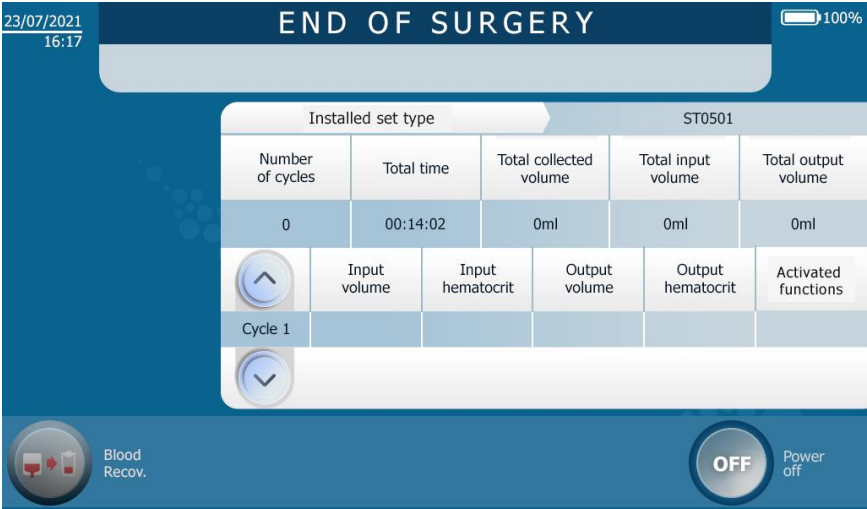 23/07/2021
16:17
END OF SURGERY
100%
Installed set type
ST0501
Number
of cycles
Total time
Total collected
volume
Total input
volume
Total output
volume
0
00:14:02
0ml
0ml
0ml
Input
volume
Input
hematocrit
Output
volume
Output
hematocrit
Activated
functions
Cycle 1
Blood
Recov.
OFF
Power
off